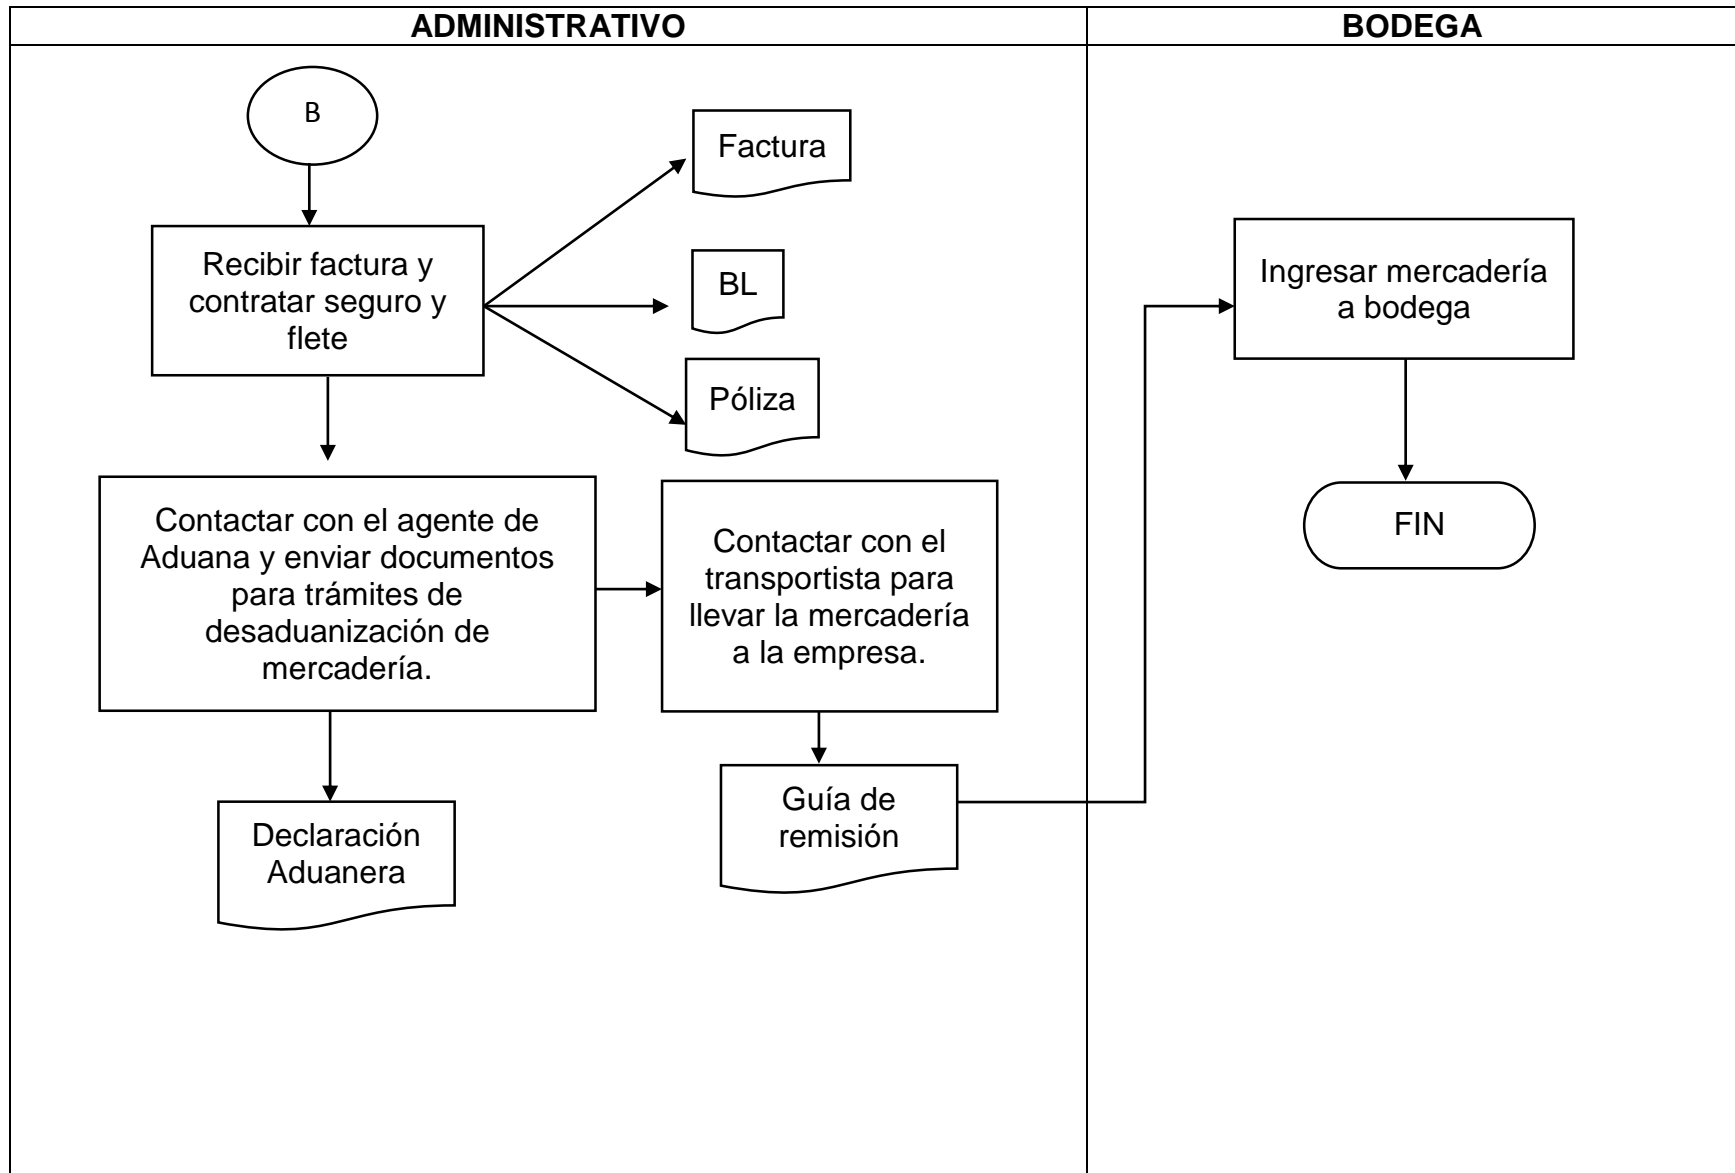 ADMINISTRATIVO
BODEGA
B
Factura
Recibir factura y
contratar seguro y
flete
BL
Póliza
Contactar con el agente de
Aduana y enviar documentos
para trámites de
desaduanización de
mercadería.
Contactar con el
transportista para
llevar la mercadería
a la empresa.
Declaración
Aduanera
Guía de
remisión
Ingresar mercadería
a bodega
FIN